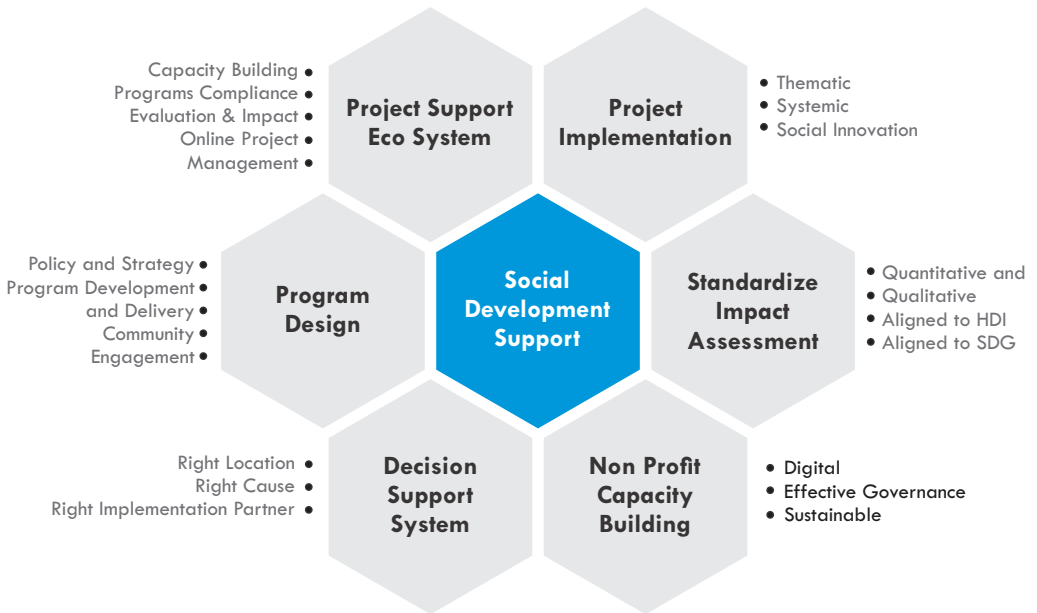 Capacity Building •
Programs Compliance •
Evaluation & Impact •
Online Project •
Management •
Project Support
Eco System
Project
Implementation
• Thematic
• Systemic
• Social Innovation
Policy and Strategy •
Program Development •
and Delivery •
Community •
Engagement •
Program
Design
Social
Development
Support
Standardize
Impact
Assessment
• Quantitative and
• Qualitative
• Aligned to HDI
• Aligned to SDG
Right Location •
Right Cause •
Right Implementation Partner •
Decision
Support
System
Non Profit
Capacity
Building
• Digital
• Effective Governance
• Sustainable